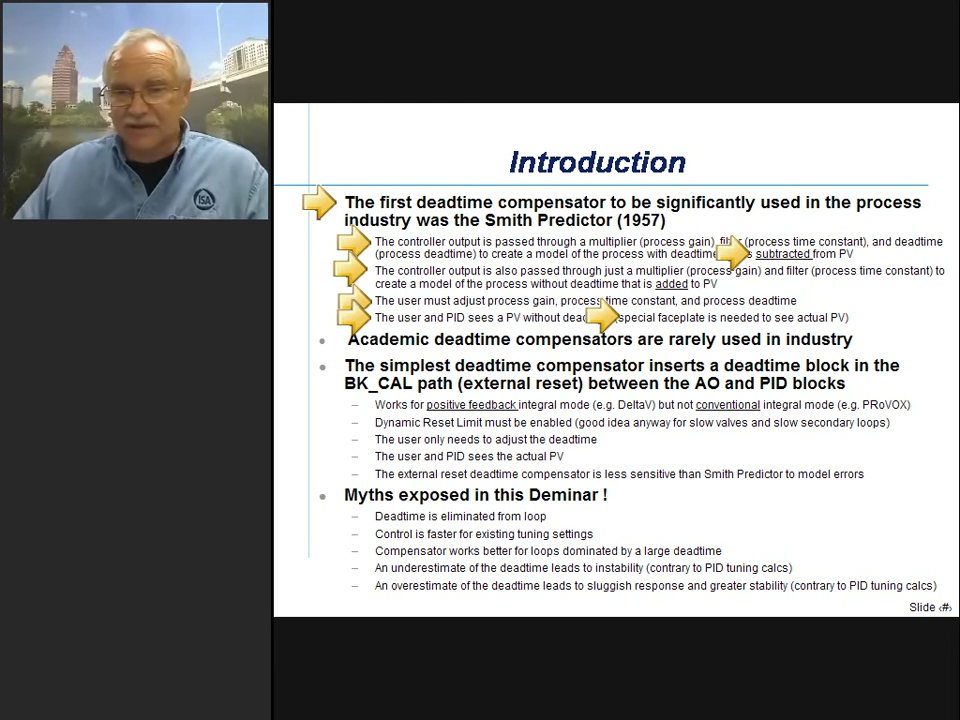 ISA
Introduction
The first deadtime compensator to be significantly used in the process
industry was the Smith Predictor (1957)
The controller output is passed through a multiplier (process gain), (process time constant), and deadtime
(process deadtime) to create a model of the process with deadtime subtracted from PV
The controller output is also passed through just a multiplier (process gain) and filter (process time constant) to
create a model of the process without deadtime that is added to PV
The user must adjust process gain, process time constant, and process deadtime
The user and PID sees a PV without special faceplate is needed to see actual PV)
• Academic deadtime compensators are rarely used in industry
• The simplest deadtime compensator inserts a deadtime block in the
BK_CAL path (external reset) between the AO and PID blocks
– Works for positive feedback integral mode (e.g. DeltaV) but not conventional integral mode (e.g. PRoVOX)
– Dynamic Reset Limit must be enabled (good idea anyway for slow valves and slow secondary loops)
– The user only needs to adjust the deadtime
– The user and PID sees the actual PV
– The external reset deadtime compensator is less sensitive than Smith Predictor to model errors
• Myths exposed in this Deminar !
– Deadtime is eliminated from loop
– Control is faster for existing tuning settings
– Compensator works better for loops dominated by a large deadtime
– An underestimate of the deadtime leads to instability (contrary to PID tuning calcs)
– An overestimate of the deadtime leads to sluggish response and greater stability (contrary to PID tuning calcs)
Slide ‹#›